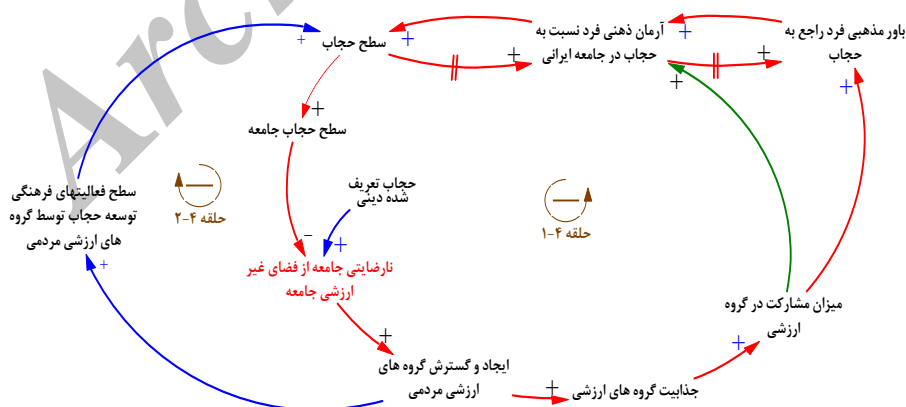 باور مذهبی فرد راجع به
حجاب
آرمان ذهنی فرد نسبت به
حجاب در جامعه ایرانی
سطح حجاب
سطح حجاب جامعه
حجاب تعریف
شده دینی
سطح فعالیتهای فرهنگی
توسعه حجاب توسط گروه
های ارزشی مردمی
حلقه ۴-۲
حلقه ۴-۱
نارضایتی جامعه از فضای غیر
ارزشی جامعه
میزان مشارکت در گروه
ارزشی
ایجاد و گسترش گروه های
ارزشی مردمی
جذابیت گروه های ارزشی
Arc